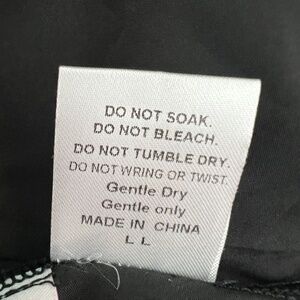 DO NOT SOAK.
DO NOT BLEACH.
DO NOT TUMBLE DRY.
DO NOT WRING OR TWIST.
Gentle Dry
Gentle only
MADE IN CHINA
L L